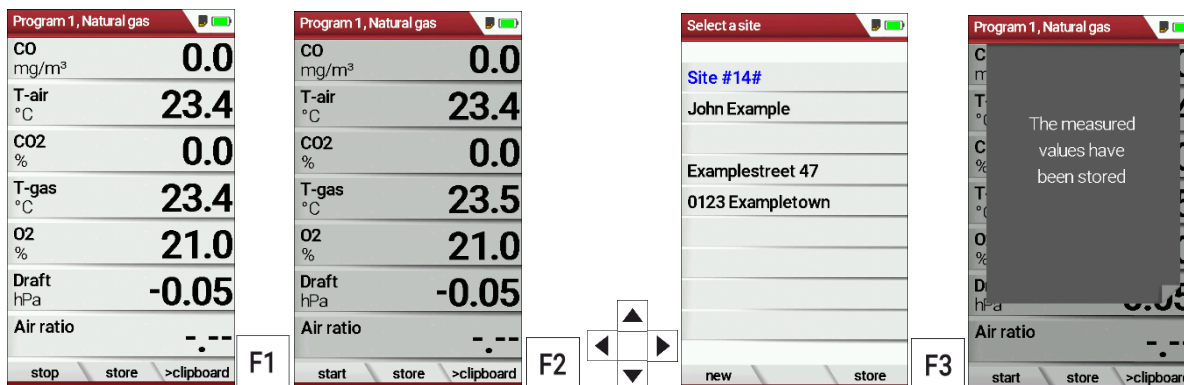 Program 1, Natural gas
CO
mg/m³
0.0
T-air
°C
23.4
CO2
%
0.0
T-gas
°C
23.4
O2
%
21.0
Draft
hPa
-0.05
Air ratio
-.--
stop store >clipboard
F1
Program 1, Natural gas
CO
mg/m³
0.0
T-air
°C
23.4
CO2
%
0.0
T-gas
°C
23.5
O2
%
21.0
Draft
hPa
-0.05
Air ratio
-.--
start store >clipboard
F2
Select a site
Site #14#
John Example
Examplestreet 47
0123 Exampletown
new store
F3
Program 1, Natural gas
The measured
values have
been stored
hPa
Air ratio
-.--
start store >clipboard